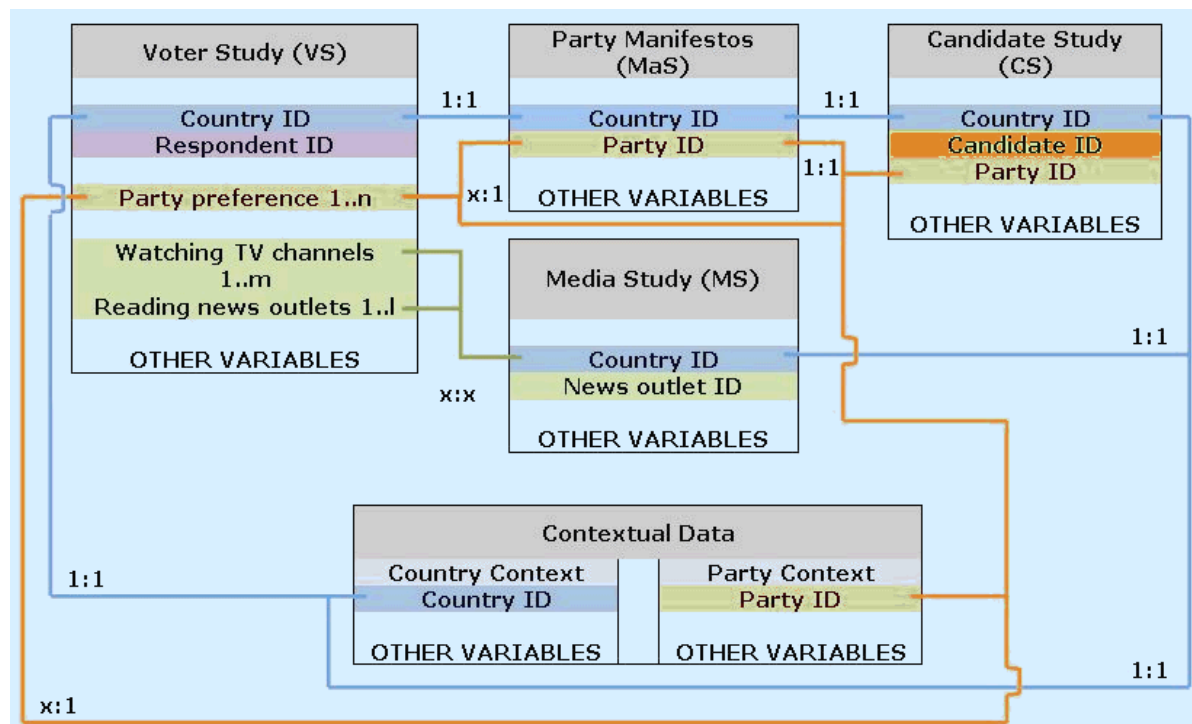 Voter Study (VS)
Country ID
Respondent ID
Party preference 1..n
Watching TV channels
1..m
Reading news outlets 1..l
OTHER VARIABLES
1:1
Party Manifestos
(MaS)
Country ID
Party ID
OTHER VARIABLES
x:1
1:1
1:1
Candidate Study
(CS)
Country ID
Candidate ID
Party ID
OTHER VARIABLES
Media Study (MS)
Country ID
News outlet ID
OTHER VARIABLES
x:x
1:1
Contextual Data
Country Context
Country ID
OTHER VARIABLES
Party Context
Party ID
OTHER VARIABLES
1:1
1:1
x:1